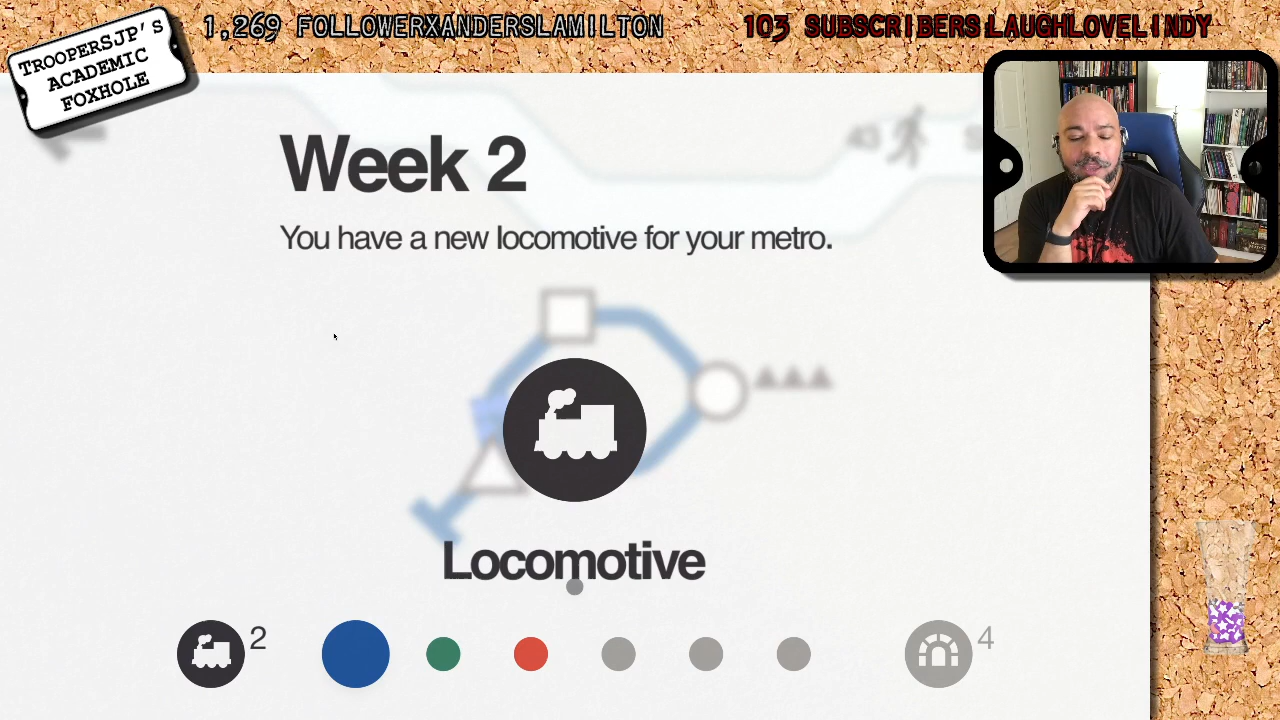 TROOPERSJP'S
ACADEMIC
FOXHOLE
1,269 FOLLOWERXANDERSLAMILTON
103 SUBSCRIBERS:LAUGHLOVELINDY
Week 2
You have a new locomotive for your metro.
Locomotive
2
4